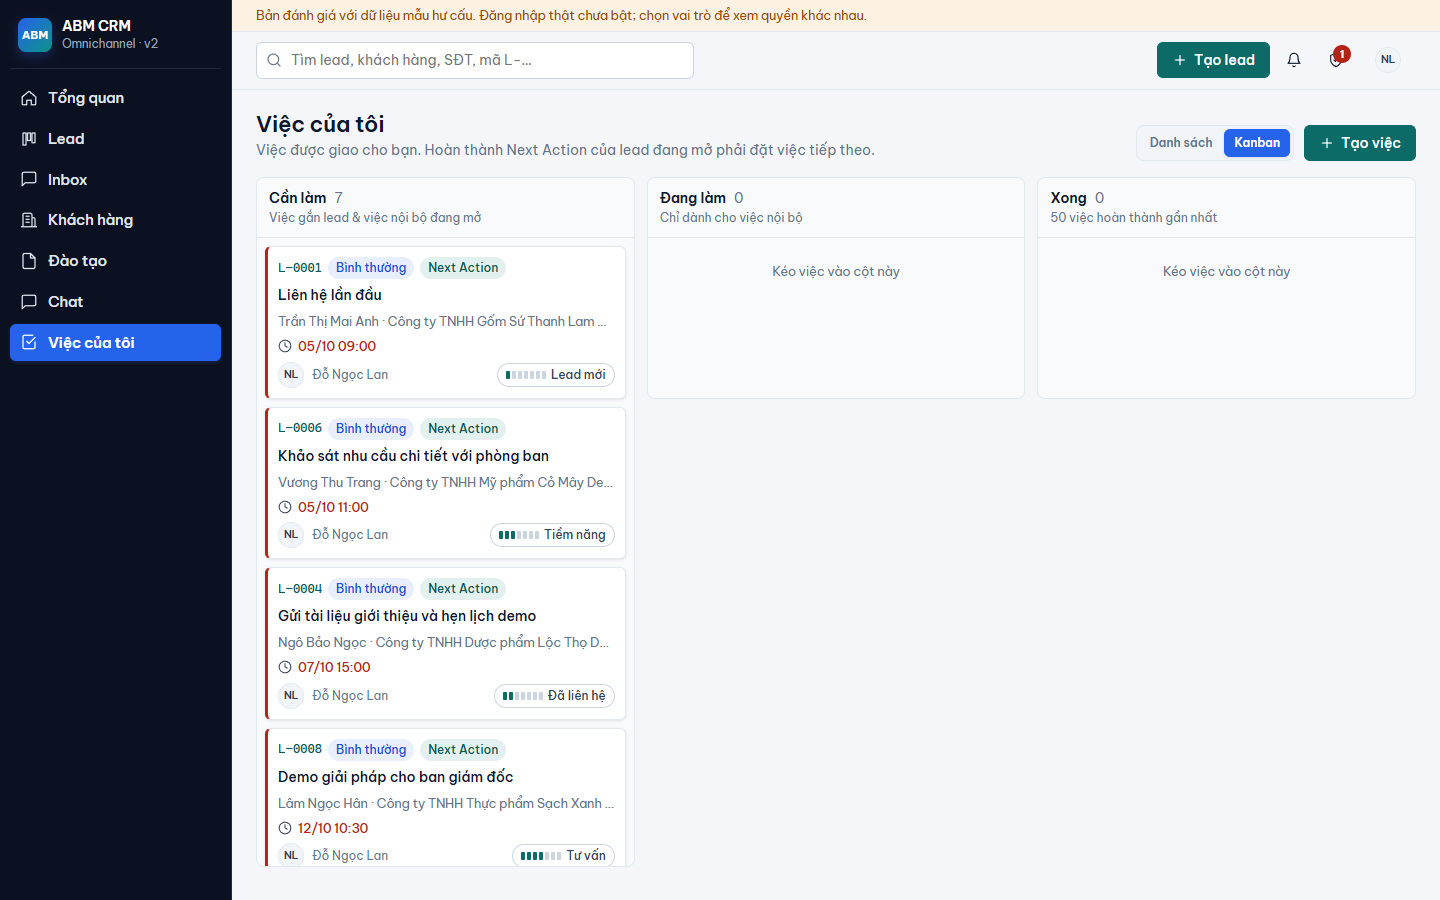 Bản đánh giá với dữ liệu mẫu hư cấu. Đăng nhập thật chưa bật; chọn vai trò để xem quyền khác nhau.
ABM
ABM CRM
Omnichannel · v2
Tổng quan
Lead
Inbox
Khách hàng
Đào tạo
Chat
Việc của tôi
Tìm lead, khách hàng, SĐT, mã L-...
+ Tạo lead
1
NL
Việc của tôi
Việc được giao cho bạn. Hoàn thành Next Action của lead đang mở phải đặt việc tiếp theo.
Danh sách
Kanban
+ Tạo việc
Cần làm 7
Việc gắn lead & việc nội bộ đang mở
L-0001 Bình thường Next Action
Liên hệ lần đầu
Trần Thị Mai Anh · Công ty TNHH Gốm Sứ Thanh Lam ...
05/10 09:00
NL Đỗ Ngọc Lan Lead mới
L-0006 Bình thường Next Action
Khảo sát nhu cầu chi tiết với phòng ban
Vương Thu Trang · Công ty TNHH Mỹ phẩm Cỏ Mây De...
05/10 11:00
NL Đỗ Ngọc Lan Tiềm năng
L-0004 Bình thường Next Action
Gửi tài liệu giới thiệu và hẹn lịch demo
Ngô Bảo Ngọc · Công ty TNHH Dược phẩm Lộc Thọ D...
07/10 15:00
NL Đỗ Ngọc Lan Đã liên hệ
L-0008 Bình thường Next Action
Demo giải pháp cho ban giám đốc
Lâm Ngọc Hân · Công ty TNHH Thực phẩm Sạch Xanh ...
12/10 10:30
NL Đỗ Ngọc Lan Tư vấn
Đang làm 0
Chỉ dành cho việc nội bộ
Kéo việc vào cột này
Xong 0
50 việc hoàn thành gần nhất
Kéo việc vào cột này